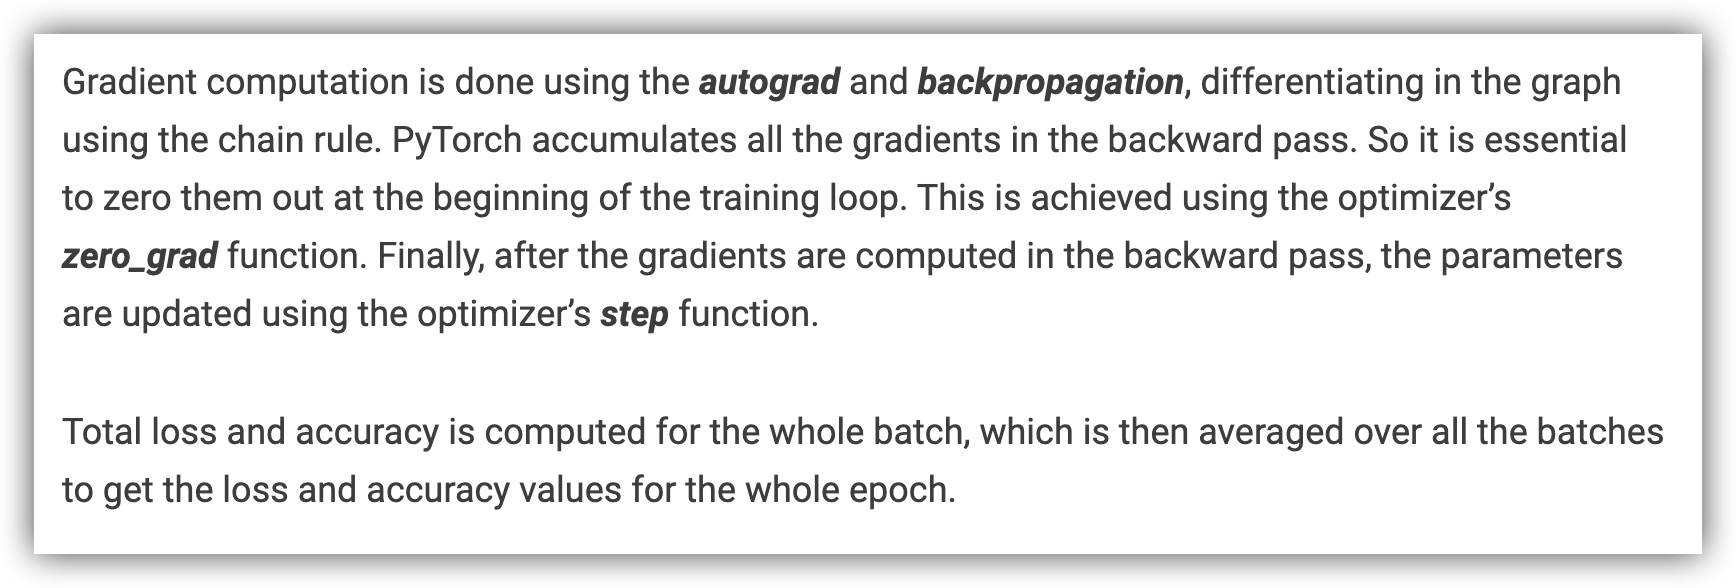 Gradient computation is done using the autograd and backpropagation, differentiating in the graph
using the chain rule. PyTorch accumulates all the gradients in the backward pass. So it is essential
to zero them out at the beginning of the training loop. This is achieved using the optimizer’s
zero_grad function. Finally, after the gradients are computed in the backward pass, the parameters
are updated using the optimizer’s step function.
Total loss and accuracy is computed for the whole batch, which is then averaged over all the batches
to get the loss and accuracy values for the whole epoch.